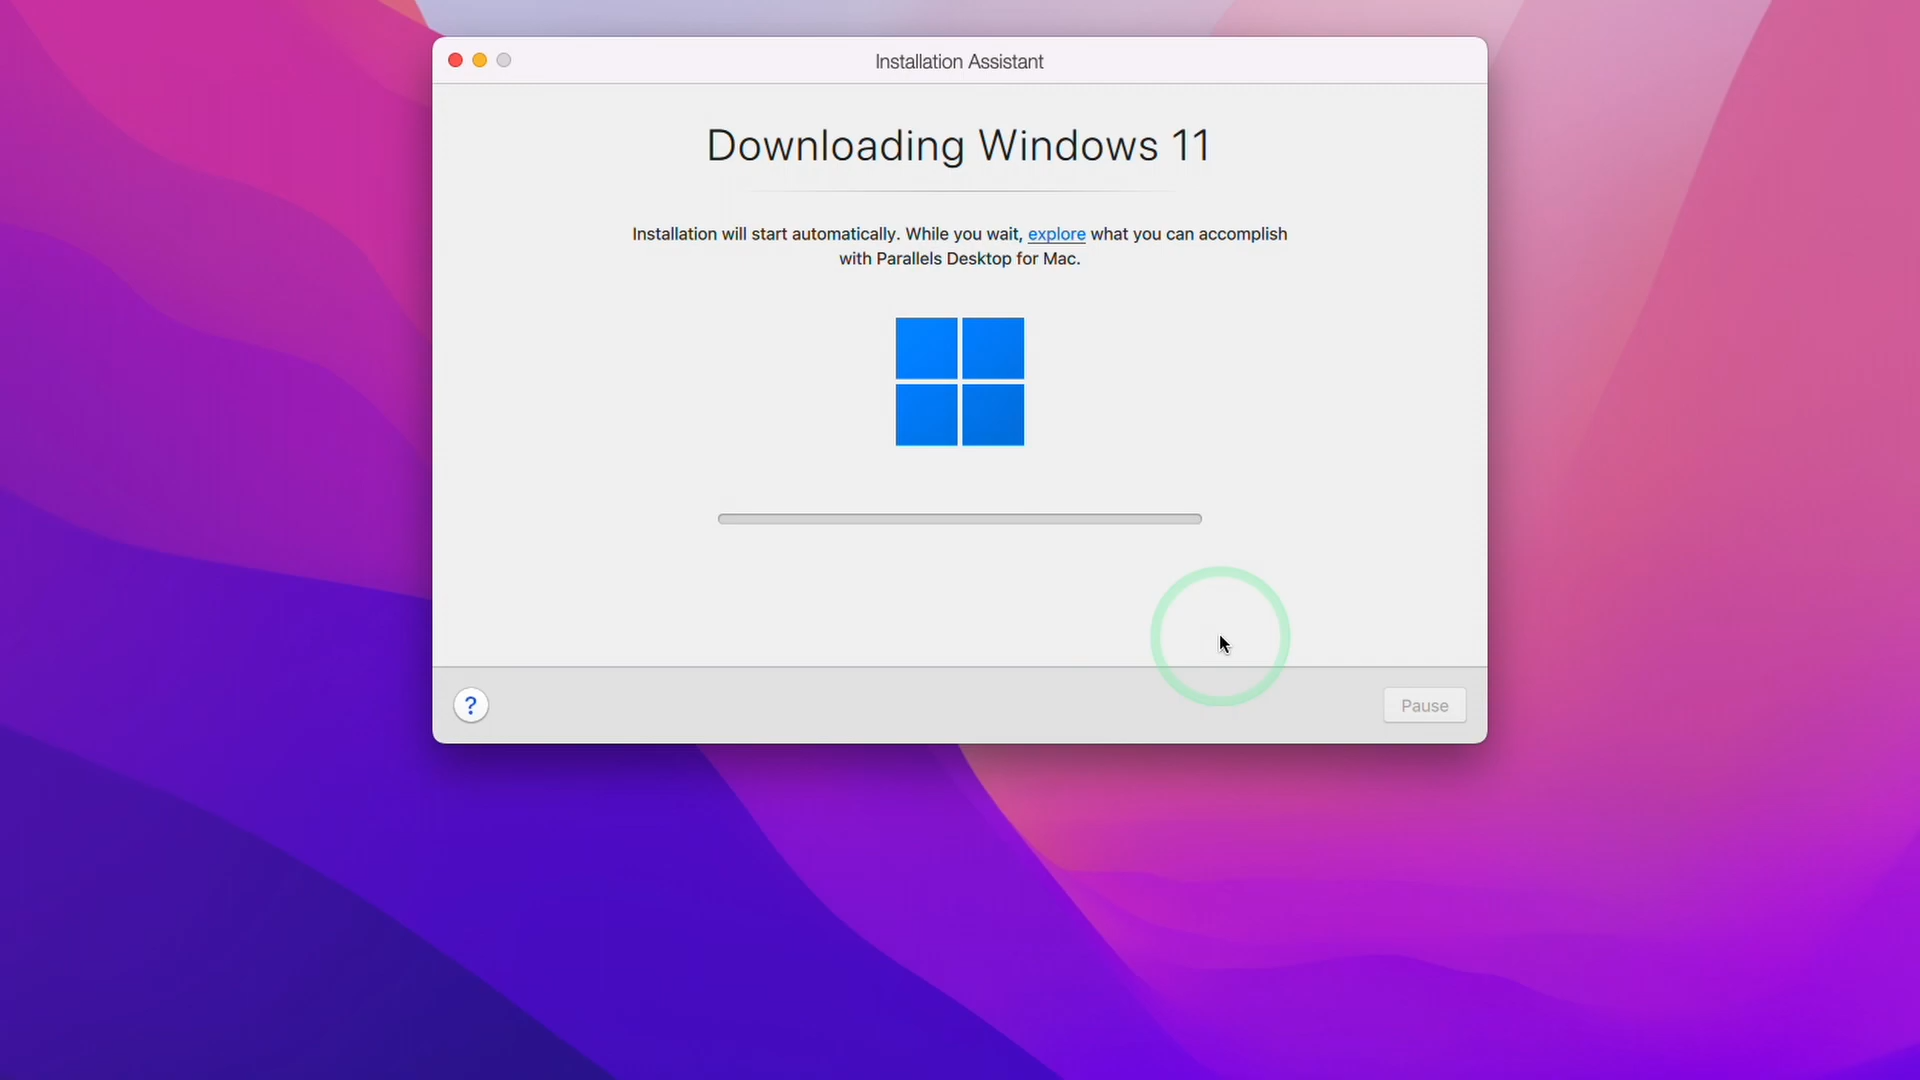 Installation Assistant
Downloading Windows 11
Installation will start automatically. While you wait, explore what you can accomplish
with Parallels Desktop for Mac.
?
Pause